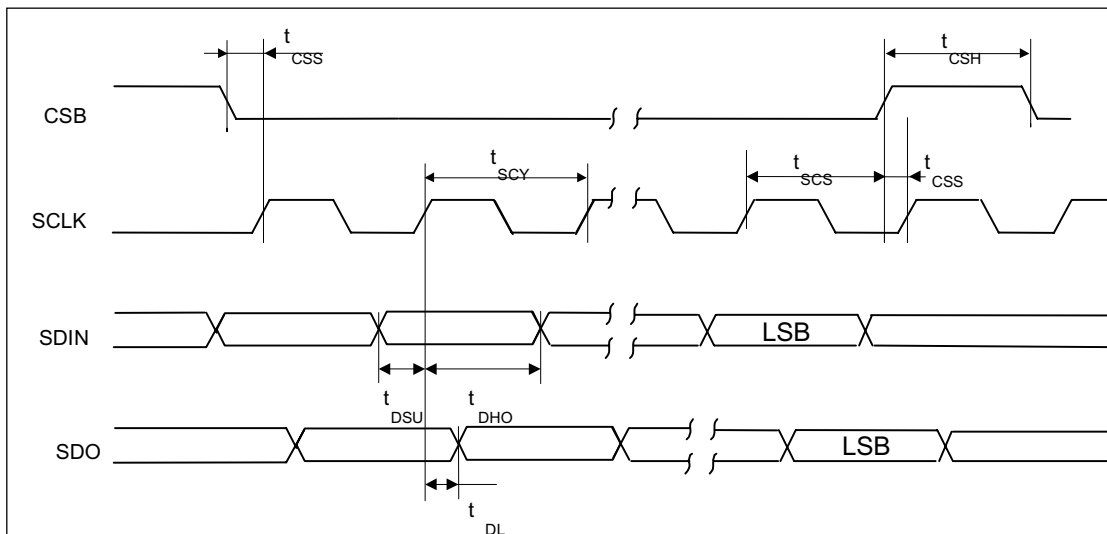 t CSS
t CSH
CSB
t SCY
t SCS
t CSS
SCLK
SDIN
LSB
t DSU
t DHO
SDO
LSB
t DL